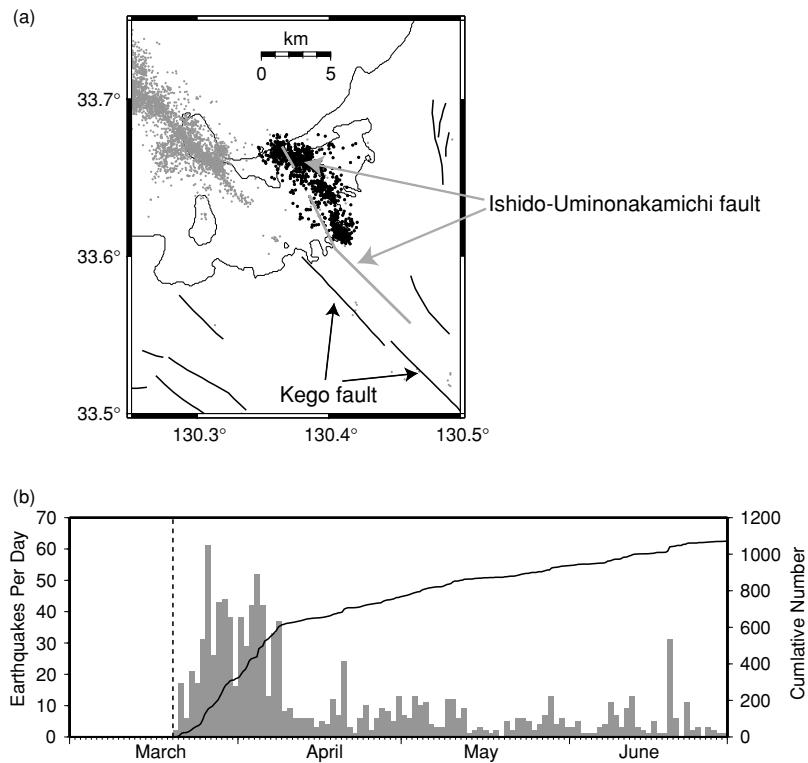 (a)
km
0 5
33.7°
33.6°
33.5°
130.3° 130.4° 130.5°
Ishido-Uminonakamichi fault
Kego fault
(b)
Earthquakes Per Day
70
60
50
40
30
20
10
0
1200
1000
800
600
400
200
0
Cumlative Number
March April May June